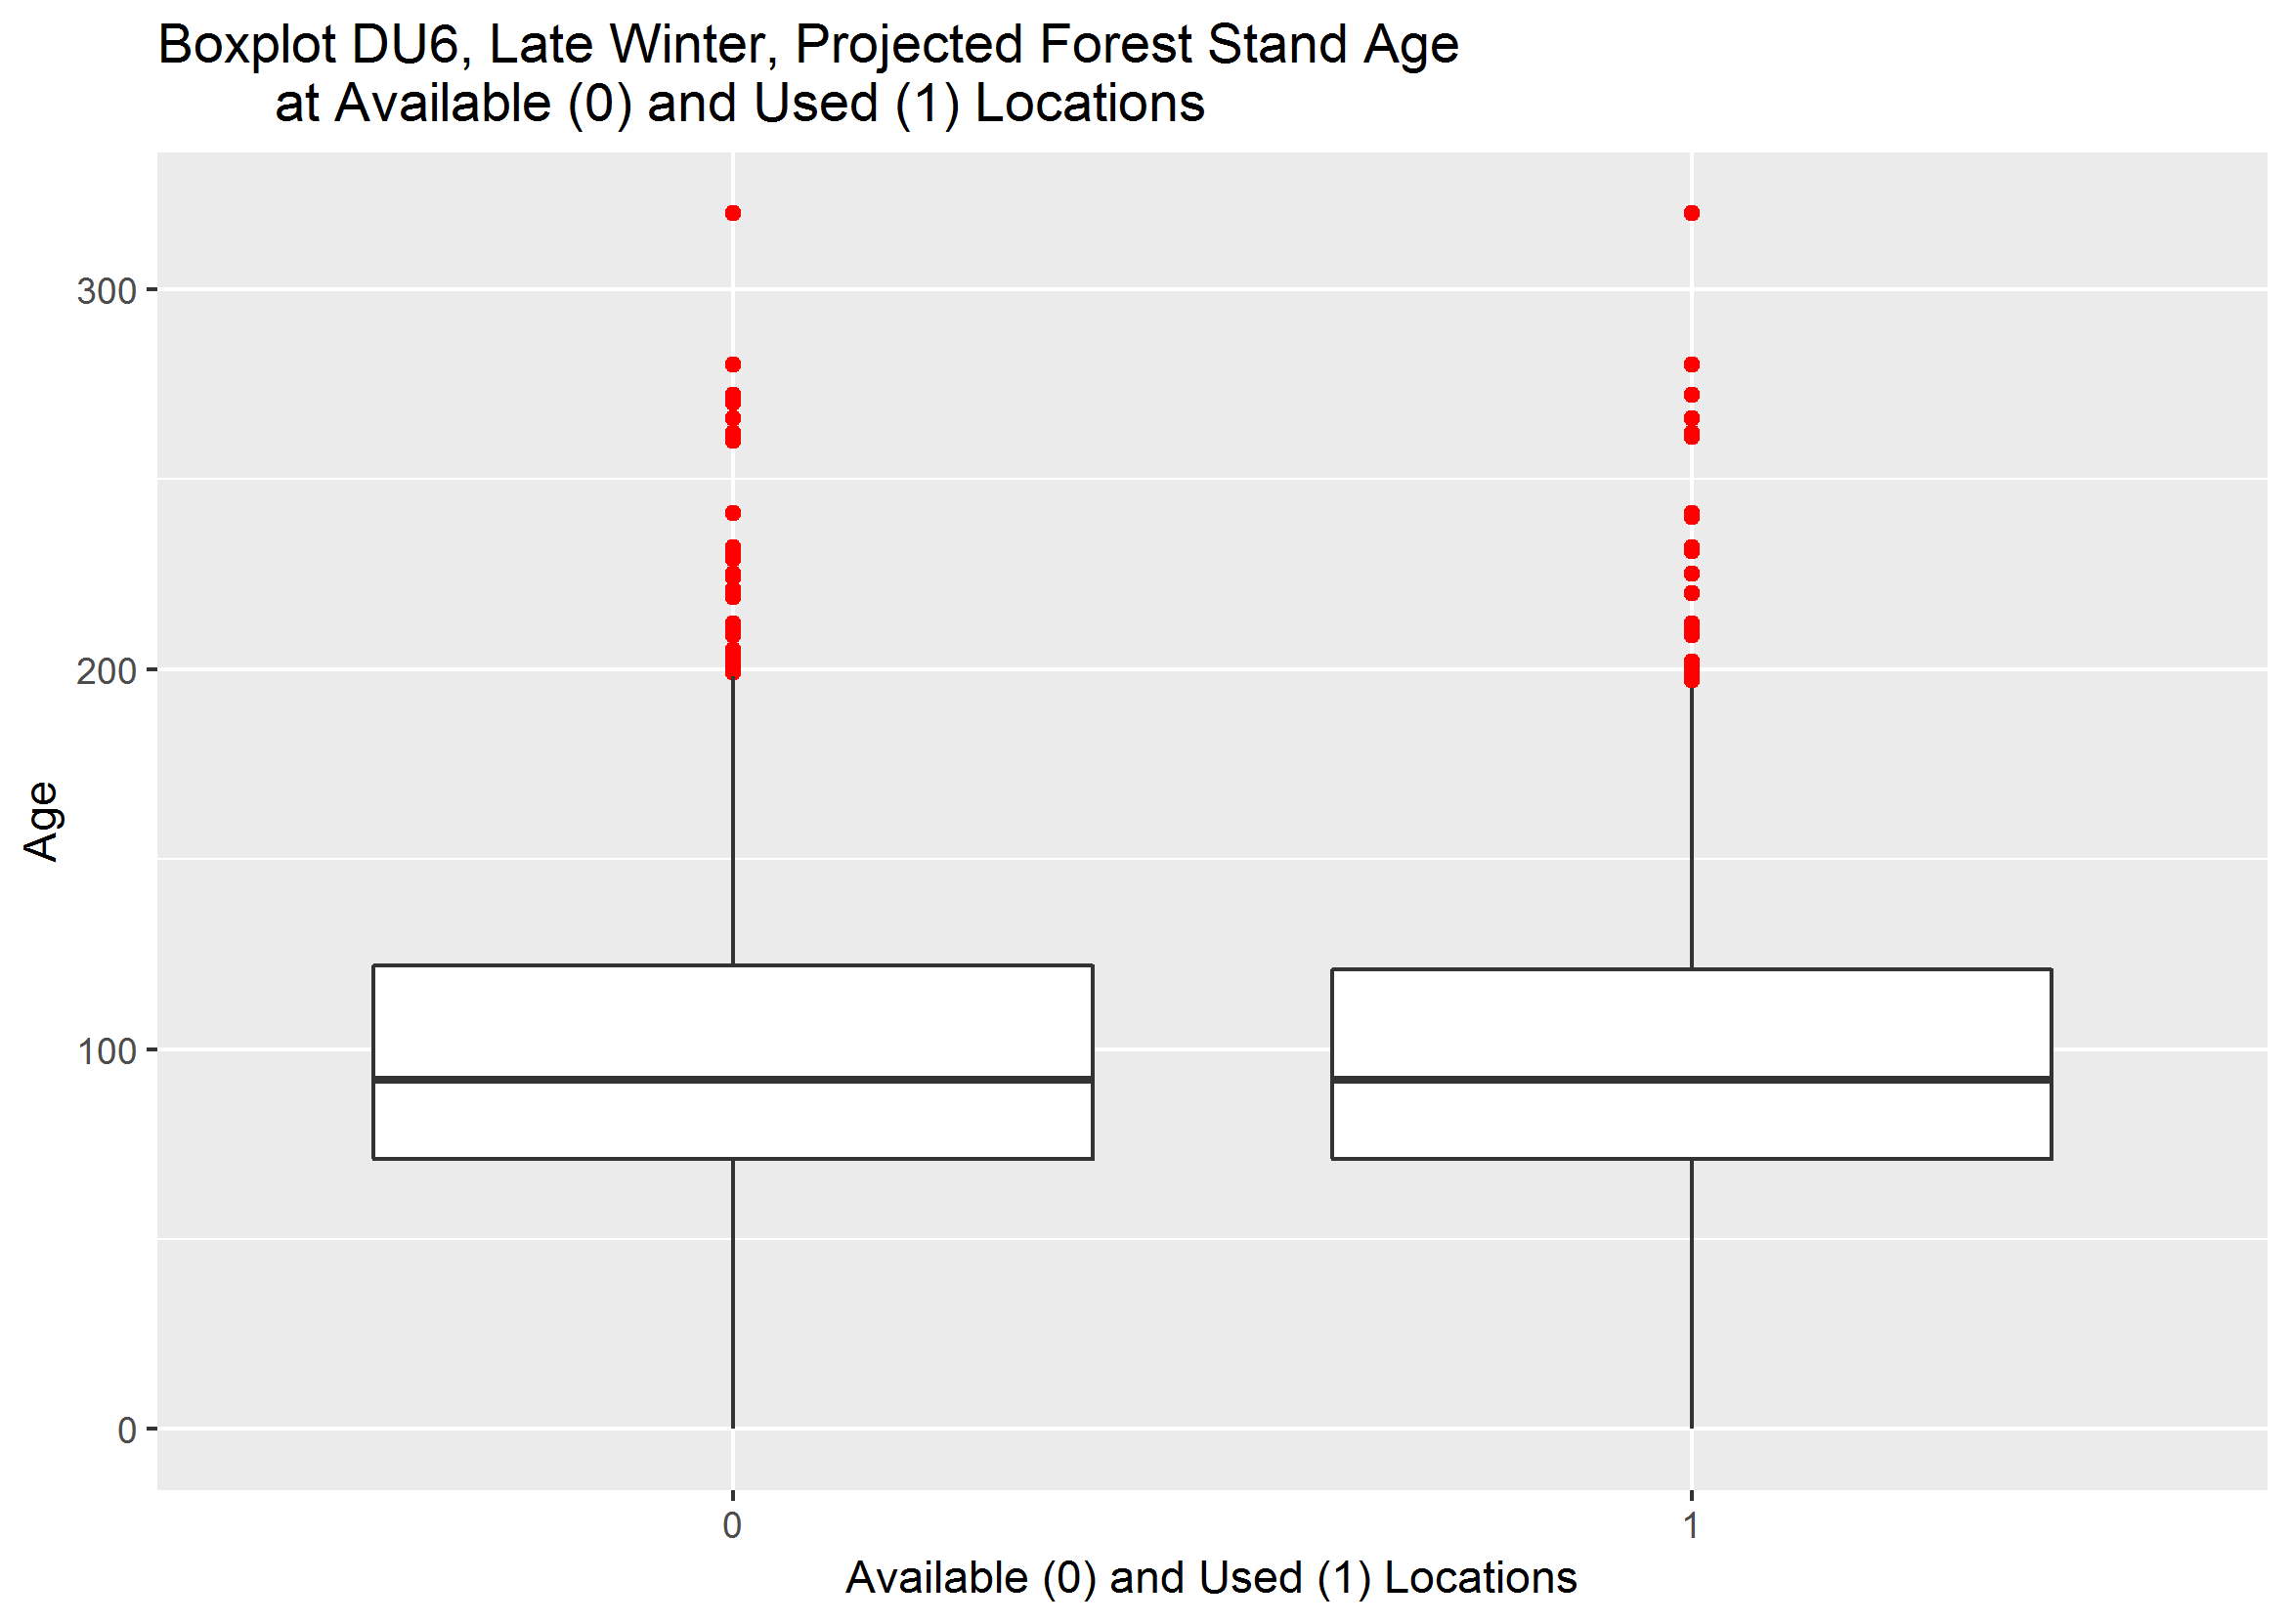 Boxplot DU6, Late Winter, Projected Forest Stand Age
at Available (0) and Used (1) Locations
Age
300
200
100
0
0
1
Available (0) and Used (1) Locations